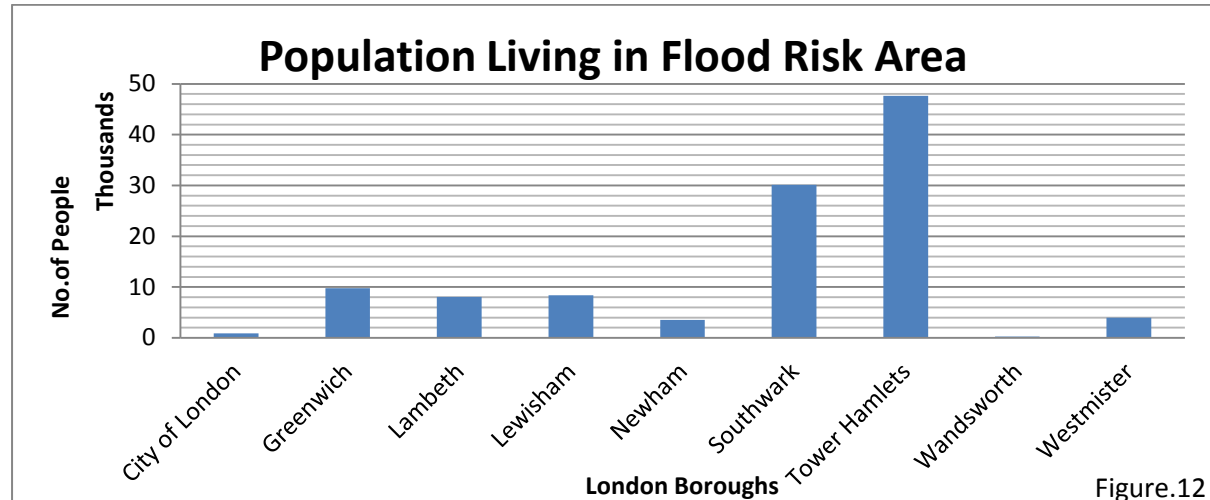 Population Living in Flood Risk Area
No.of People
Thousands
50
40
30
20
10
0
City of London
Greenwich
Lambeth
Lewisham
Newham
Southwark
Tower Hamlets
Wandsworth
Westmister
London Boroughs
Figure.12